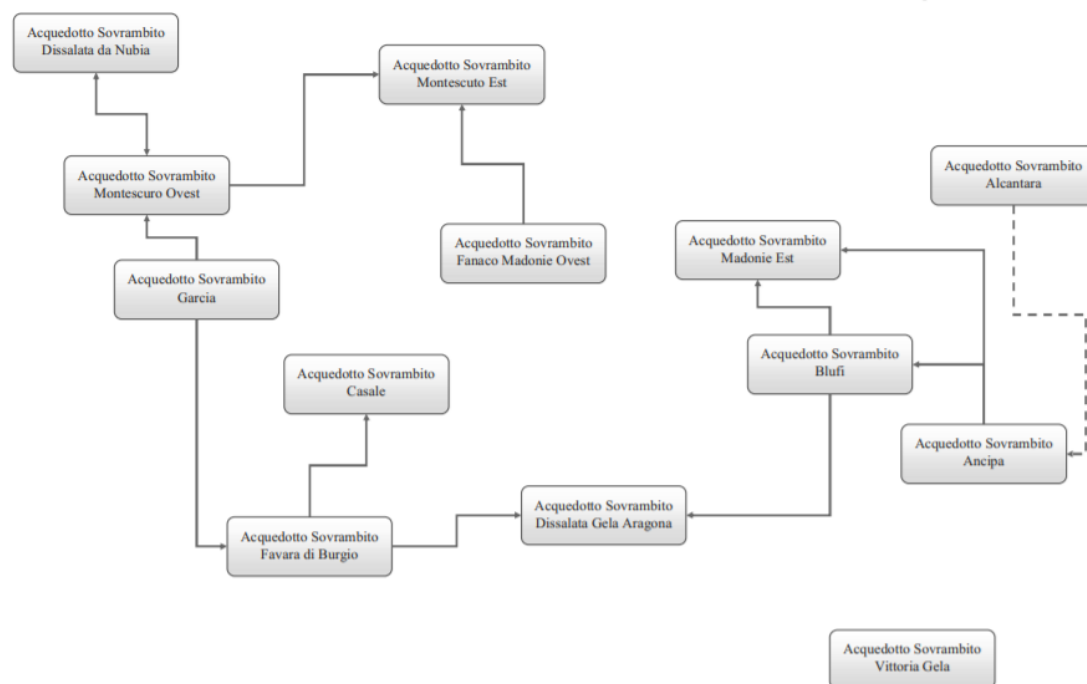 Acquedotto Sovrambito
Dissalata da Nubia
Acquedotto Sovrambito
Montescuto Est
Acquedotto Sovrambito
Montescuro Ovest
Acquedotto Sovrambito
Alcantara
Acquedotto Sovrambito
Fanaco Madonie Ovest
Acquedotto Sovrambito
Madonie Est
Acquedotto Sovrambito
Garcia
Acquedotto Sovrambito
Blufi
Acquedotto Sovrambito
Casale
Acquedotto Sovrambito
Ancipa
Acquedotto Sovrambito
Dissalata Gela Aragona
Acquedotto Sovrambito
Favara di Burgio
Acquedotto Sovrambito
Vittoria Gela